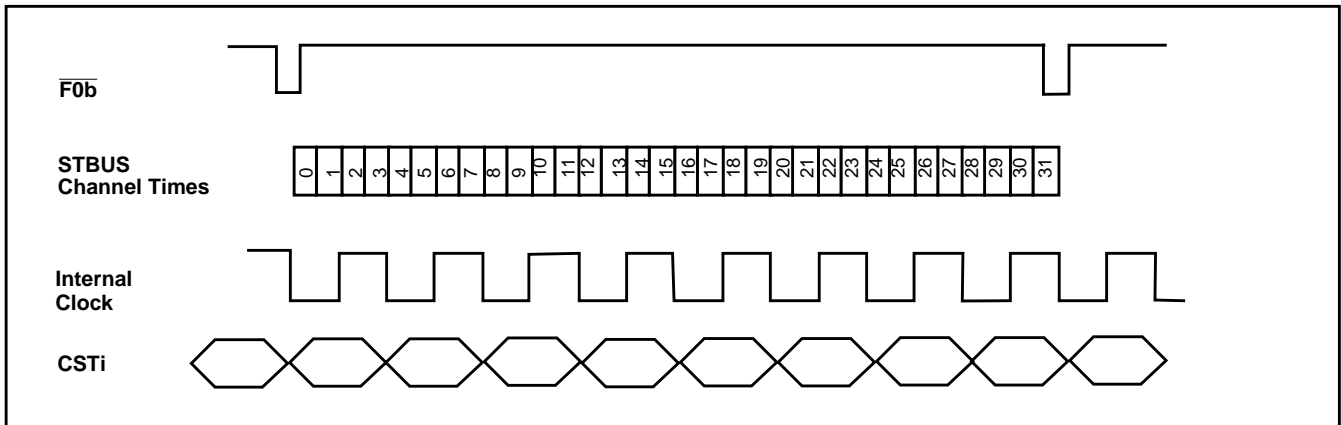 F0b
STBUS
Channel Times
0 1 2 3 4 5 6 7 8 9 10 11 12 13 14 15 16 17 18 19 20 21 22 23 24 25 26 27 28 29 30 31
Internal
Clock
CSTi